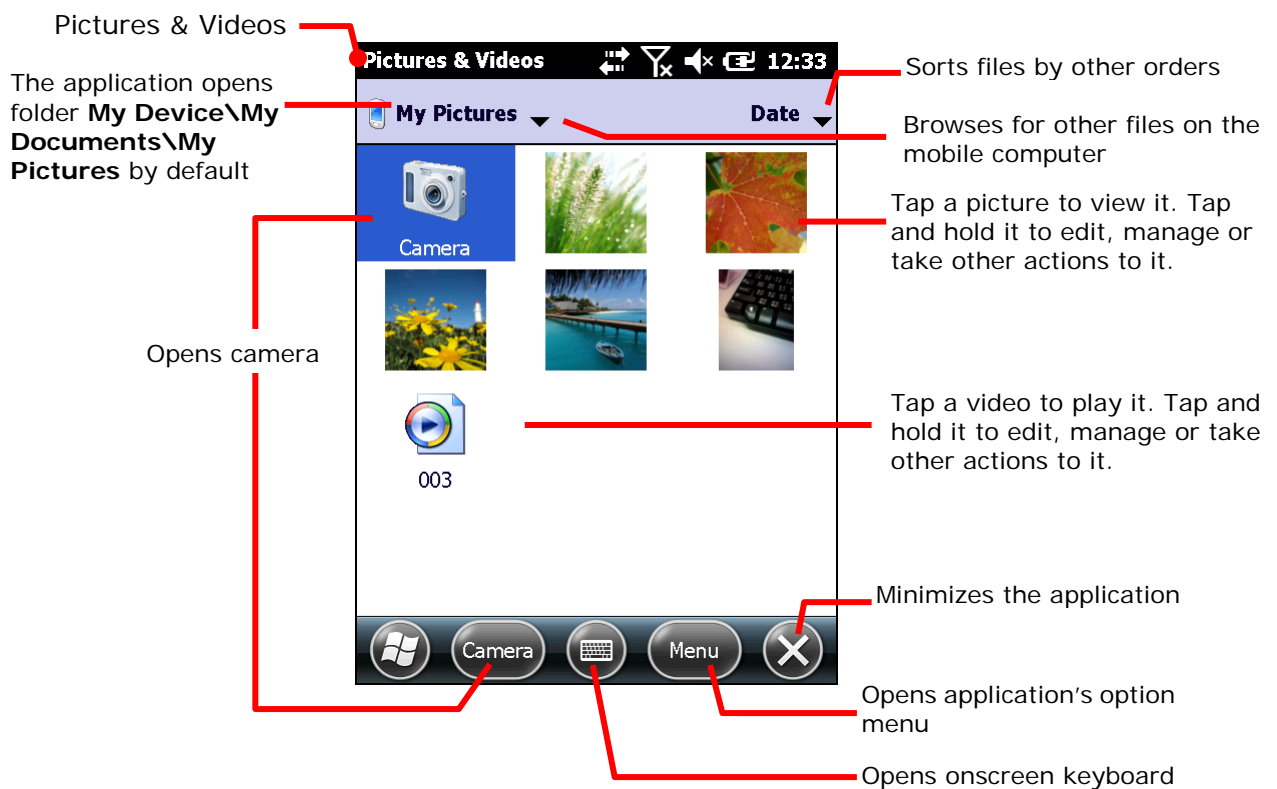 Pictures & Videos
The application opens
folder My Device\My
Documents\My
Pictures by default
Opens camera
Pictures & Videos 12:33
My Pictures Date
Camera
003
Camera Menu
Sorts files by other orders
Browses for other files on the
mobile computer
Tap a picture to view it. Tap
and hold it to edit, manage or
take other actions to it.
Tap a video to play it. Tap and
hold it to edit, manage or take
other actions to it.
Minimizes the application
Opens application’s option
menu
Opens onscreen keyboard